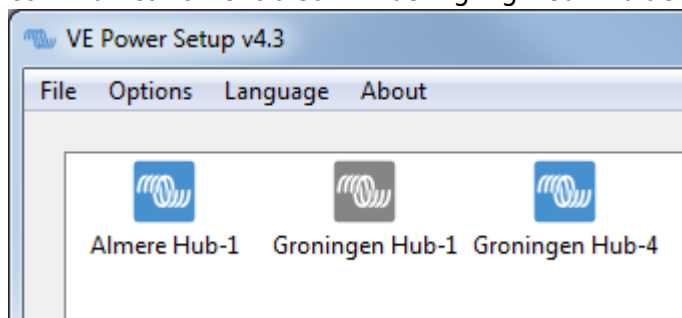 VE Power Setup v4.3
File Options Language About
Almere Hub-1 Groningen Hub-1 Groningen Hub-4